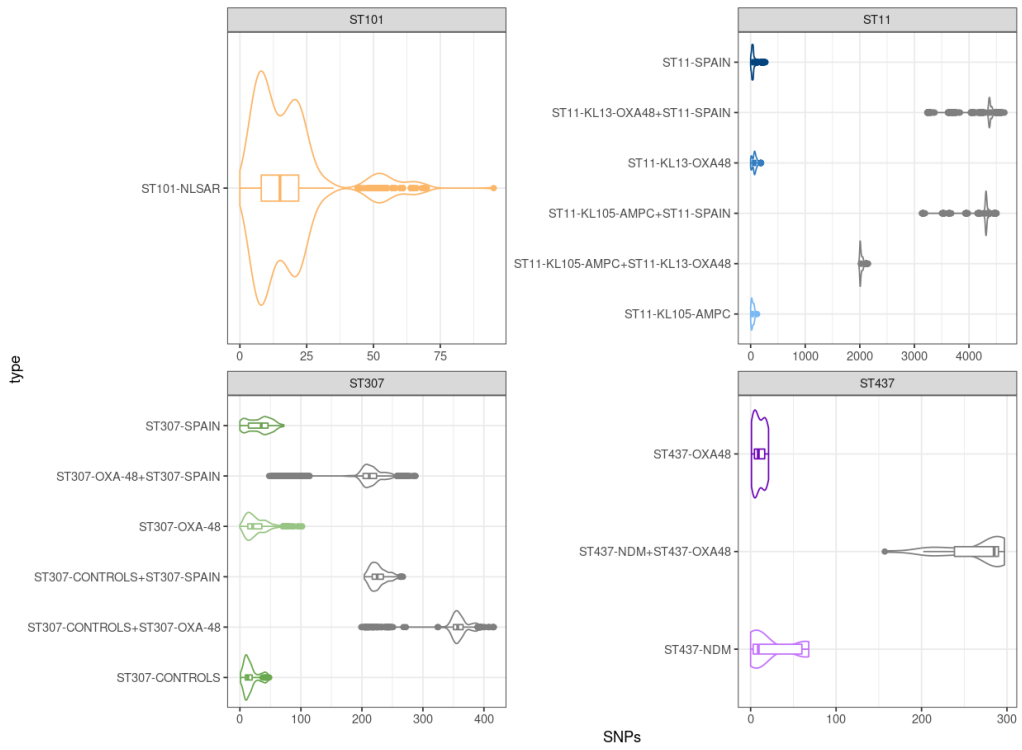 ST101
ST101-NLSAR
0 25 50 75
ST11
ST11-SPAIN
ST11-KL13-OXA48+ST11-SPAIN
ST11-KL13-OXA48
ST11-KL105-AMPC+ST11-SPAIN
ST11-KL105-AMPC+ST11-KL13-OXA48
ST11-KL105-AMPC
0 1000 2000 3000 4000
type
ST307
ST307-SPAIN
ST307-OXA-48+ST307-SPAIN
ST307-OXA-48
ST307-CONTROLS+ST307-SPAIN
ST307-CONTROLS+ST307-OXA-48
ST307-CONTROLS
0 100 200 300 400
ST437
ST437-OXA48
ST437-NDM+ST437-OXA48
ST437-NDM
0 100 200 300
SNPs